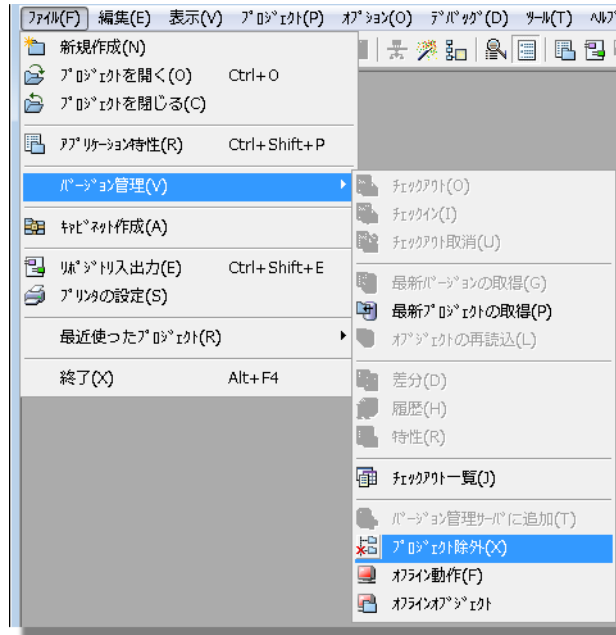 ﾌｧｲﾙ(F) 編集(E) 表示(V) ﾌﾟﾛｼﾞｪｸﾄ(P) ｵﾌﾟｼｮﾝ(O) ﾃﾞﾊﾞｯｸﾞ(D) ﾂｰﾙ(T) ﾍﾙﾌﾟ
新規作成(N)
ﾌﾟﾛｼﾞｪｸﾄを開く(O) Ctrl+O
ﾌﾟﾛｼﾞｪｸﾄを閉じる(C)
ｱﾌﾟﾘｹｰｼｮﾝ特性(R) Ctrl+Shift+P
ﾊﾞｰｼﾞｮﾝ管理(V)
ｷｬﾋﾞﾈｯﾄ作成(A)
ﾘﾎﾟｼﾞﾄﾘ入出力(E) Ctrl+Shift+E
ﾌﾟﾘﾝﾀの設定(S)
最近使ったﾌﾟﾛｼﾞｪｸﾄ(R)
終了(X) Alt+F4
ﾁｪｯｸｱｳﾄ(O)
ﾁｪｯｸｲﾝ(I)
ﾁｪｯｸｱｳﾄ取消(U)
最新ﾊﾞｰｼﾞｮﾝの取得(G)
最新ﾌﾟﾛｼﾞｪｸﾄの取得(P)
ｵﾌﾞｼﾞｪｸﾄの再読込(L)
差分(D)
履歴(H)
特性(R)
ﾁｪｯｸｱｳﾄ一覧(J)
ﾊﾞｰｼﾞｮﾝ管理ｻｰﾊﾞに追加(T)
ﾌﾟﾛｼﾞｪｸﾄ除外(X)
ｵﾌﾗｲﾝ動作(F)
ｵﾌﾗｲﾝｵﾌﾞｼﾞｪｸﾄ